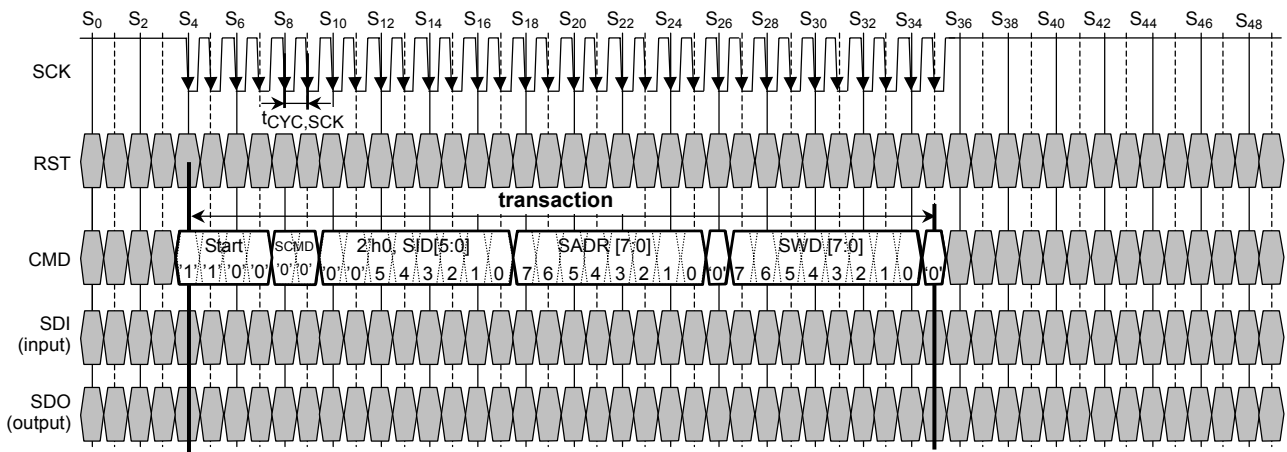 S0 S2 S4 S6 S8 S10 S12 S14 S16 S18 S20 S22 S24 S26 S28 S30 S32 S34 S36 S38 S40 S42 S44 S46 S48
SCK
tCYC,SCK
RST
transaction
Start SCMD 2'h0, SID[5:0] SADR [7:0] SWD [7:0]
CMD
'1' '1' '0' '0' '0' '0' '0' '0' 5 4 3 2 1 0 7 6 5 4 3 2 1 0 '0' 7 6 5 4 3 2 1 0 '0'
SDI
(input)
SDO
(output)